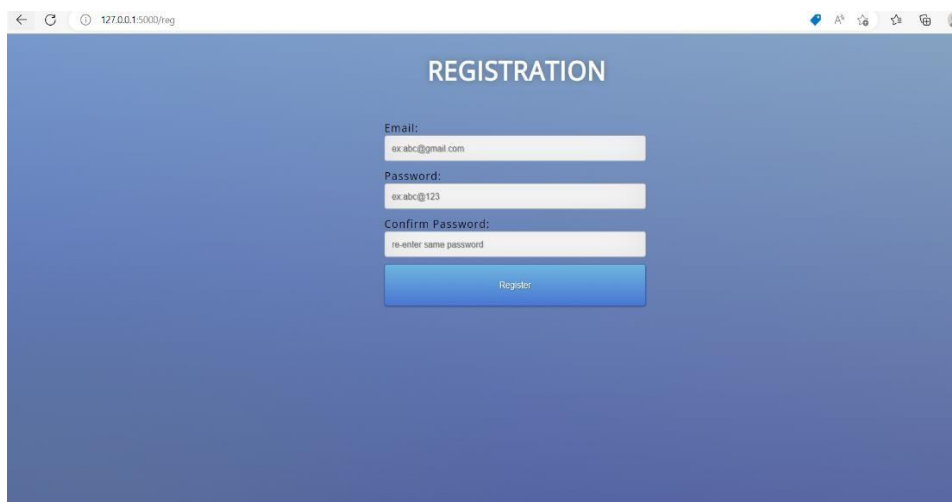 127.0.0.1:5000/reg
REGISTRATION
Email:
ex:abc@gmail.com
Password:
ex:abc@123
Confirm Password:
re-enter same password
Register